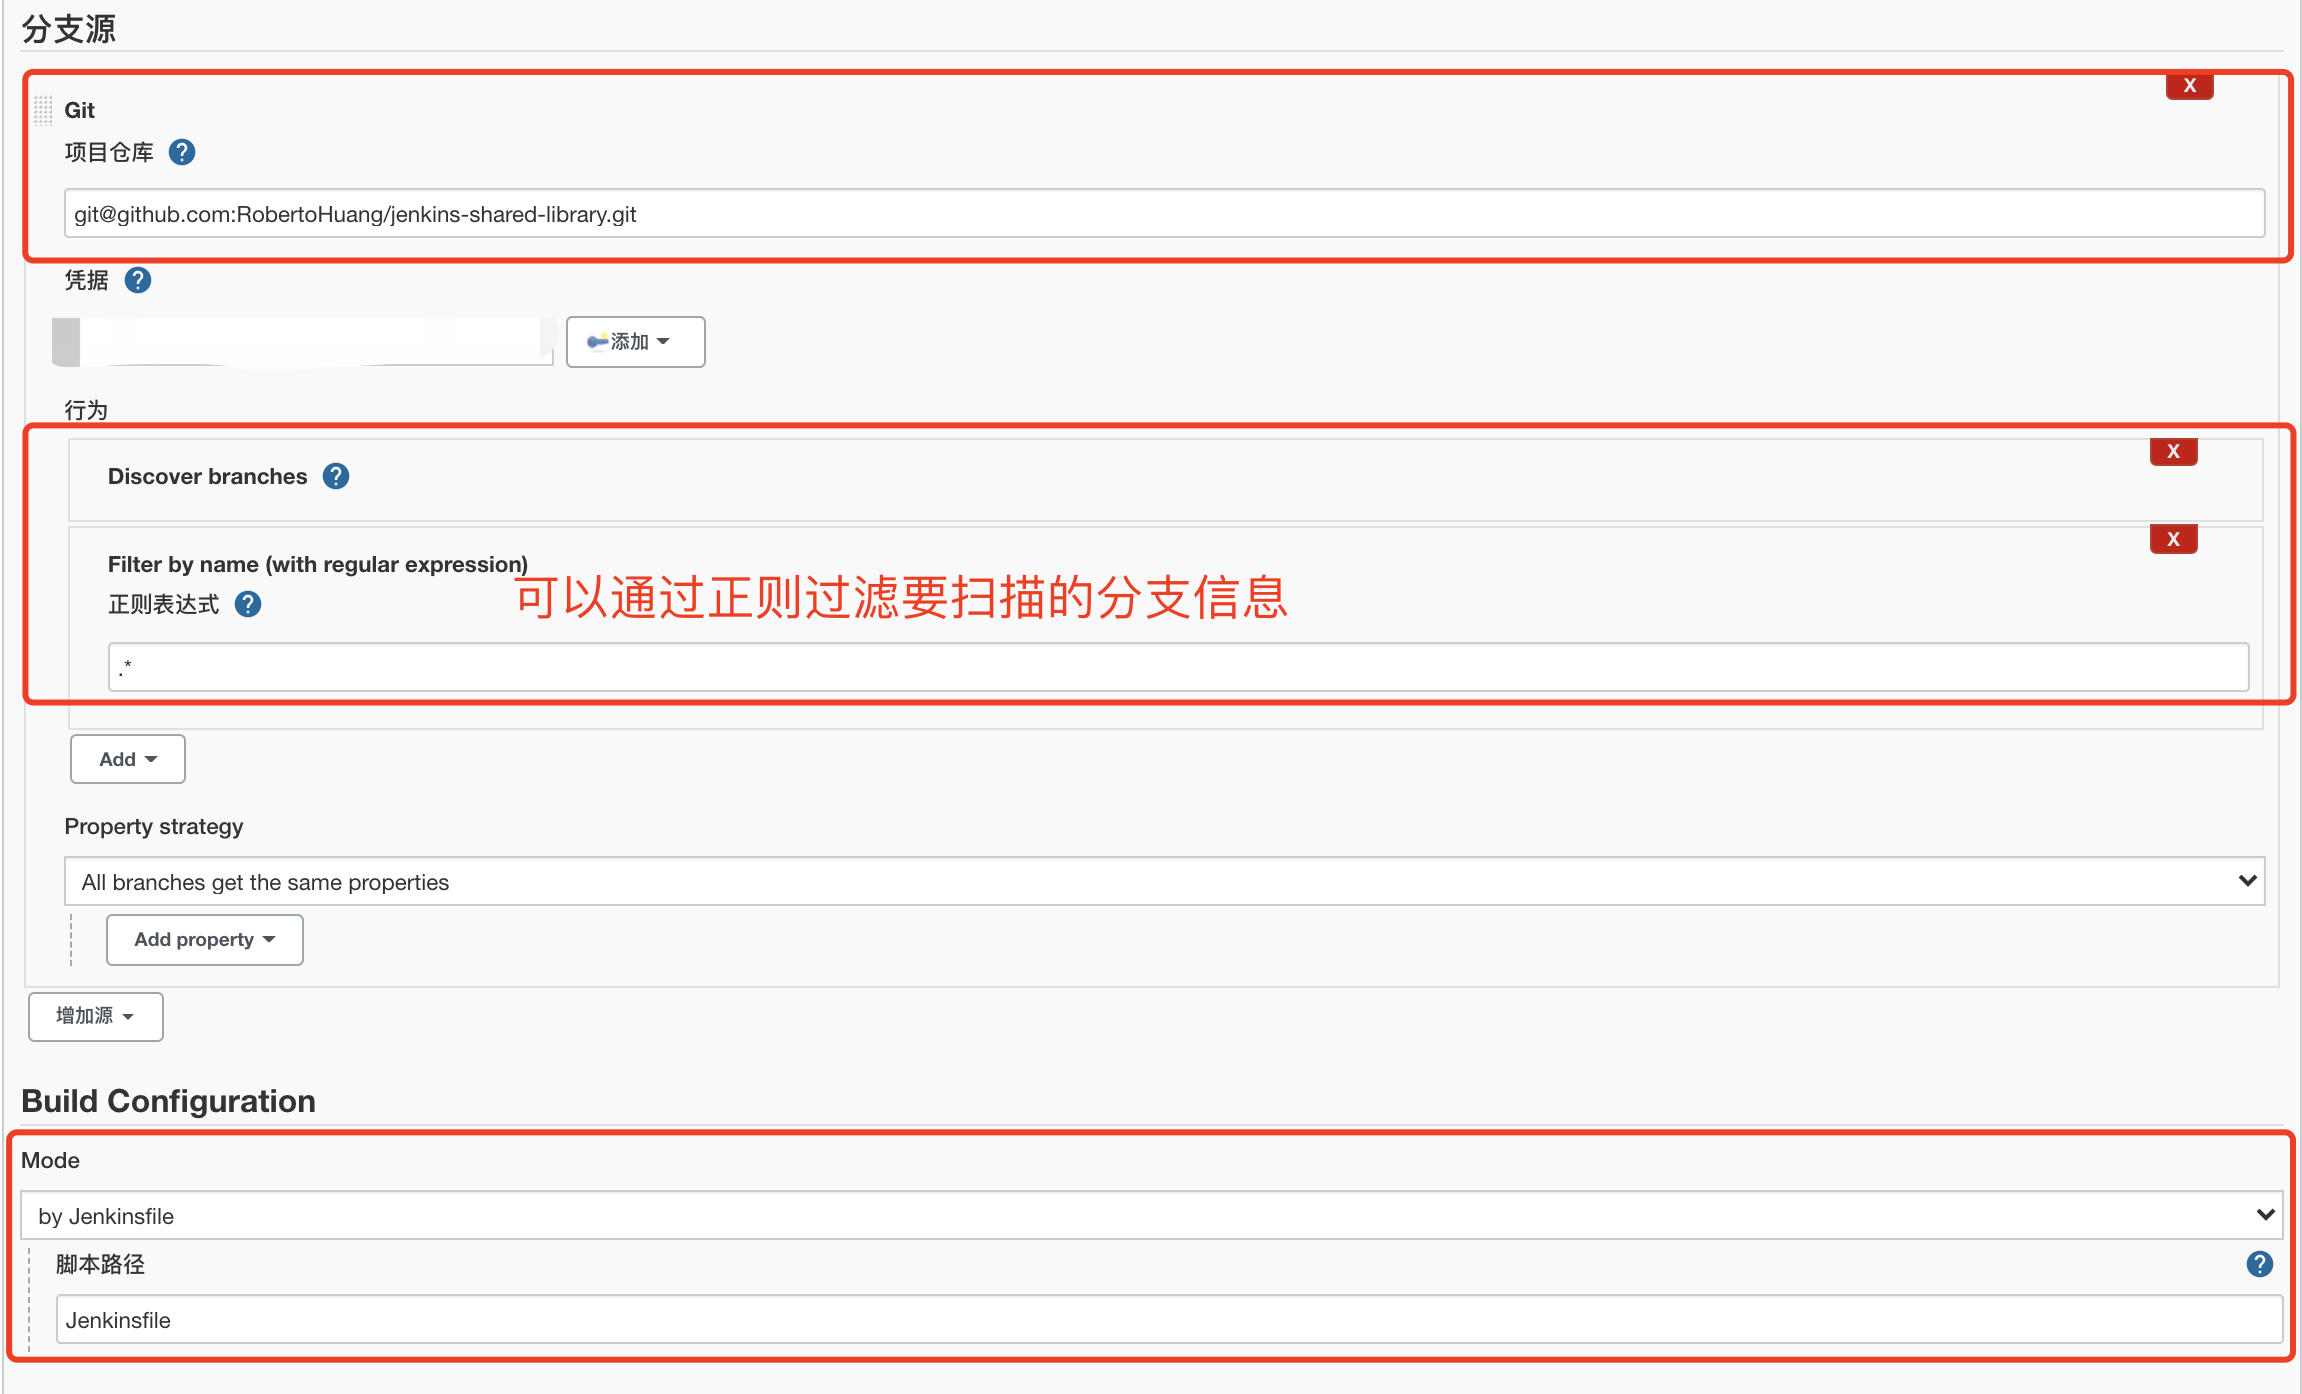 分支源
X
Git
项目仓库 ?
git@github.com:RobertoHuang/jenkins-shared-library.git
凭据 ?
添加
行为
X
Discover branches ?
X
Filter by name (with regular expression)
可以通过正则过滤要扫描的分支信息
正则表达式 ?
.*
Add
Property strategy
All branches get the same properties
Add property
增加源
Build Configuration
Mode
by Jenkinsfile
脚本路径 ?
Jenkinsfile